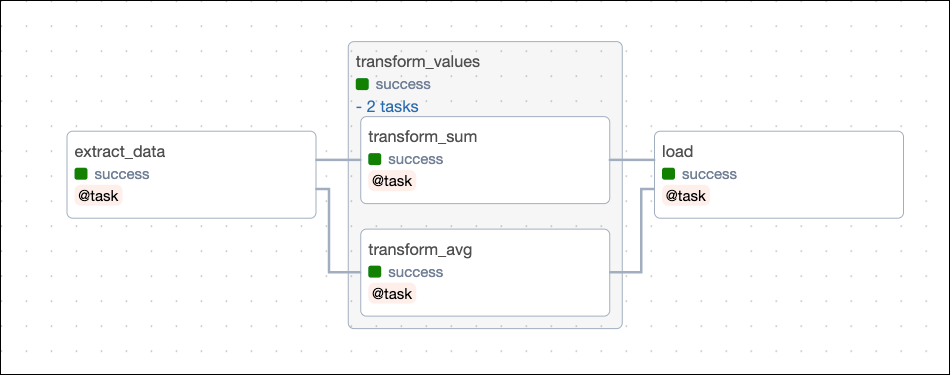 transform_values
success
- 2 tasks
extract_data
success
@task
transform_sum
success
@task
transform_avg
success
@task
load
success
@task